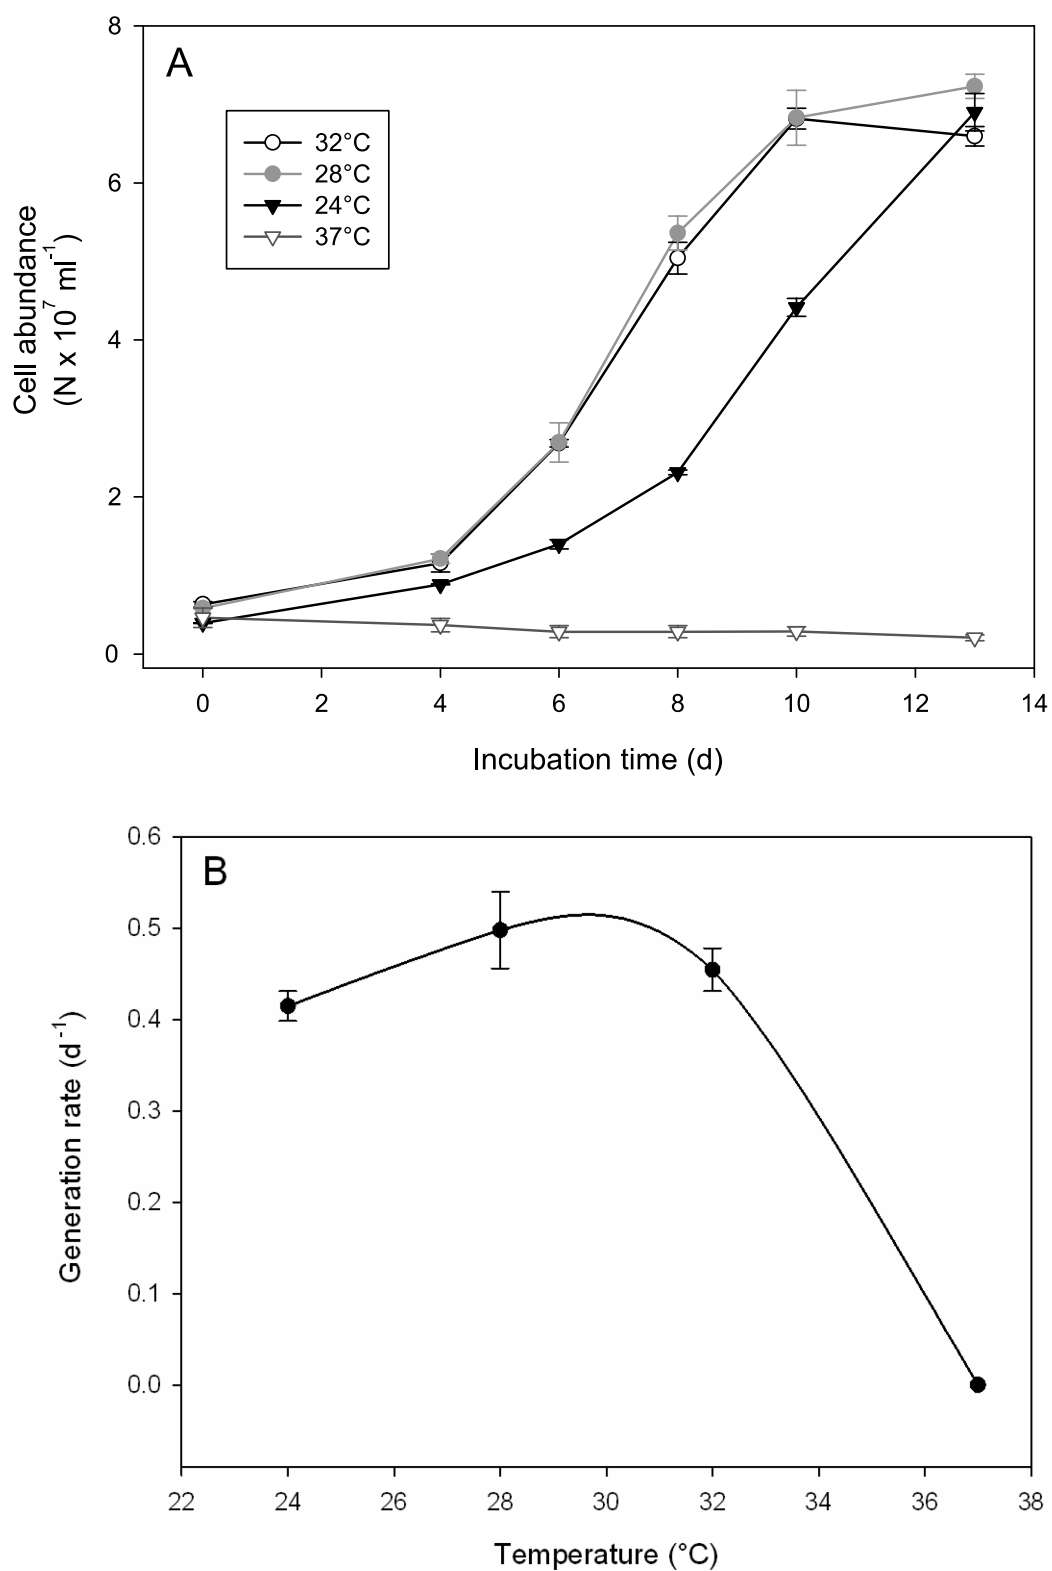 A
8
6
4
2
0
32°C
28°C
24°C
37°C
Cell abundance
(N x 10⁷ ml⁻¹)
0 2 4 6 8 10 12 14
Incubation time (d)
B
0.6
0.5
0.4
0.3
0.2
0.1
0.0
Generation rate (d⁻¹)
22 24 26 28 30 32 34 36 38
Temperature (°C)